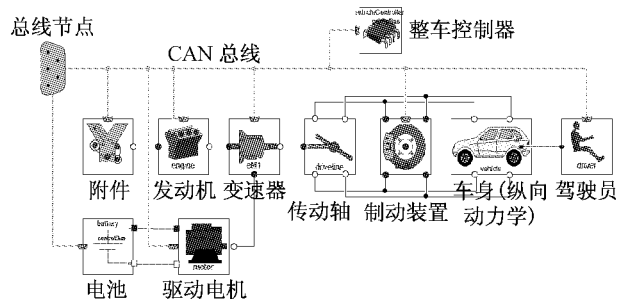 总线节点
CAN 总线
整车控制器
附件
engine
发动机
变速器
driveline
传动轴
制动装置
vehicle
车身(纵向
动力学)
driver
驾驶员
battery
电池
motor
驱动电机